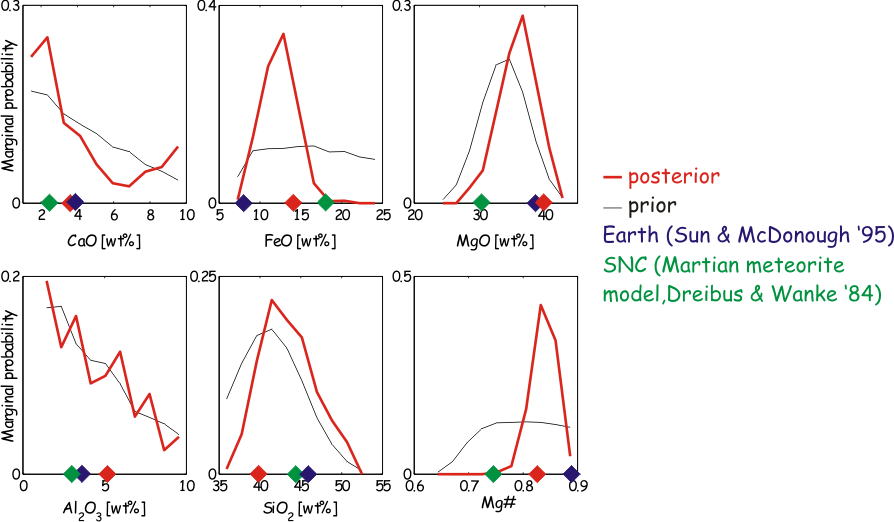 0.3
0.4
0.3
Marginal probability
0
0
0
2 4 6 8 10
5 10 15 20 25
20 30 40
CaO [wt%]
FeO [wt%]
MgO [wt%]
posterior
prior
Earth (Sun & McDonough ‘95)
SNC (Martian meteorite
model,Dreibus & Wanke ‘84)
0.2
0.25
0.5
Marginal probability
0
0
0
0 5 10
35 40 45 50 55
0.6 0.7 0.8 0.9
Al2O3 [wt%]
SiO2 [wt%]
Mg#